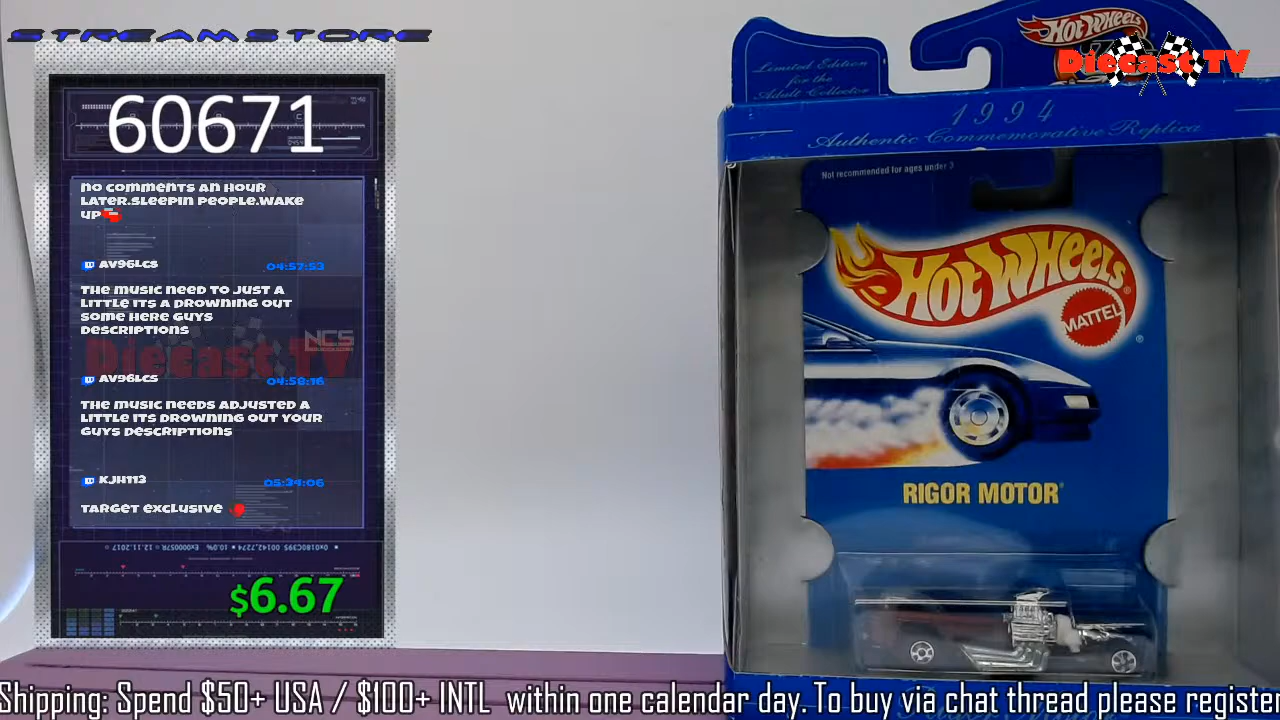 STREAMSTORE
60671
NO COMMENTS AN HOUR
LATER.SLEEPIN PEOPLE.WAKE
UP
AV96LCS
04:57:53
THE MUSIC NEED TO JUST A
LITTLE ITS A DROWNING OUT
SOME HERE GUYS
DESCRIPTIONS
NCS
Diecast TV
AV96LCS
04:58:16
THE MUSIC NEEDS ADJUSTED A
LITTLE ITS DROWNING OUT YOUR
GUYS DESCRIPTIONS
KJH113
05:34:06
TARGET EXCLUSIVE
$6.67
Limited Edition
for the
Adult Collector
HOT WHEELS
Diecast TV
1994
Authentic Commemorative Replica
Not recommended for ages under 3
HOT WHEELS®
MATTEL
®
RIGOR MOTOR
Shipping: Spend $50+ USA / $100+ INTL within one calendar day. To buy via chat thread please register